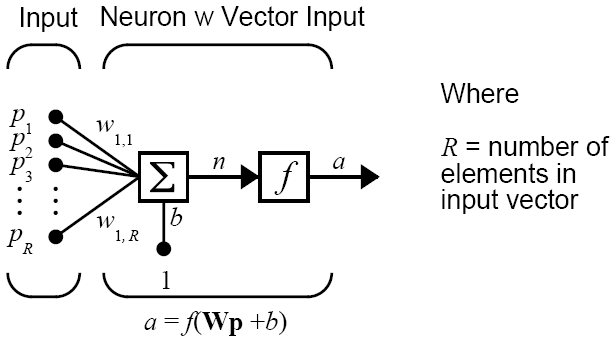 Input
Neuron w Vector Input
p1
p2
p3
pR
w1,1
w1, R
Σ
n
f
a
b
1
a = f(Wp +b)
Where
R = number of
elements in
input vector